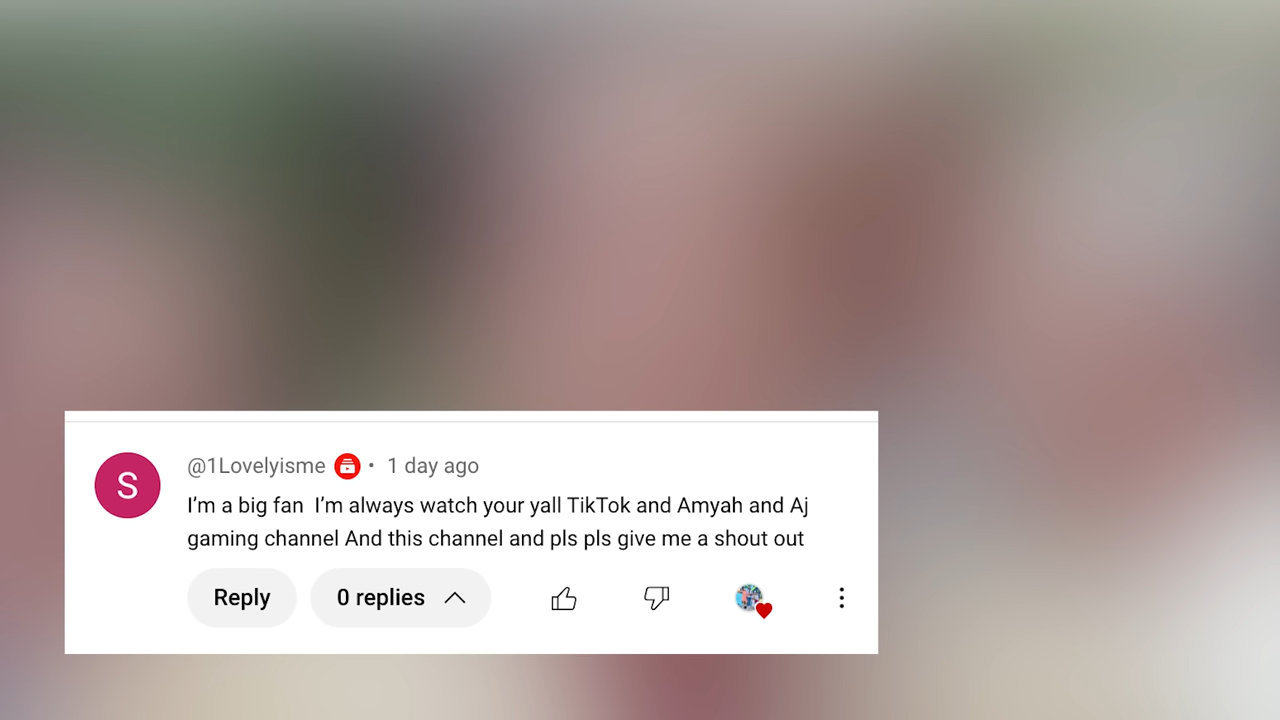 S
@1Lovelyisme • 1 day ago
I'm a big fan  I'm always watch your yall TikTok and Amyah and Aj
gaming channel And this channel and pls pls give me a shout out
Reply
0 replies